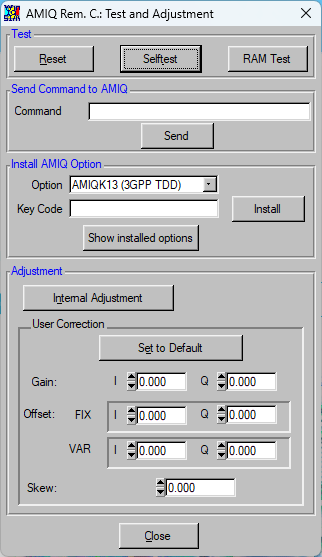 AMIQ Rem. C.: Test and Adjustment
Test
Reset Selftest RAM Test
Send Command to AMIQ
Command
Send
Install AMIQ Option
Option AMIQK13 (3GPP TDD)
Key Code Install
Show installed options
Adjustment
Internal Adjustment
User Correction
Set to Default
Gain: I 0.000 Q 0.000
Offset: FIX I 0.000 Q 0.000
VAR I 0.000 Q 0.000
Skew: 0.000
Close